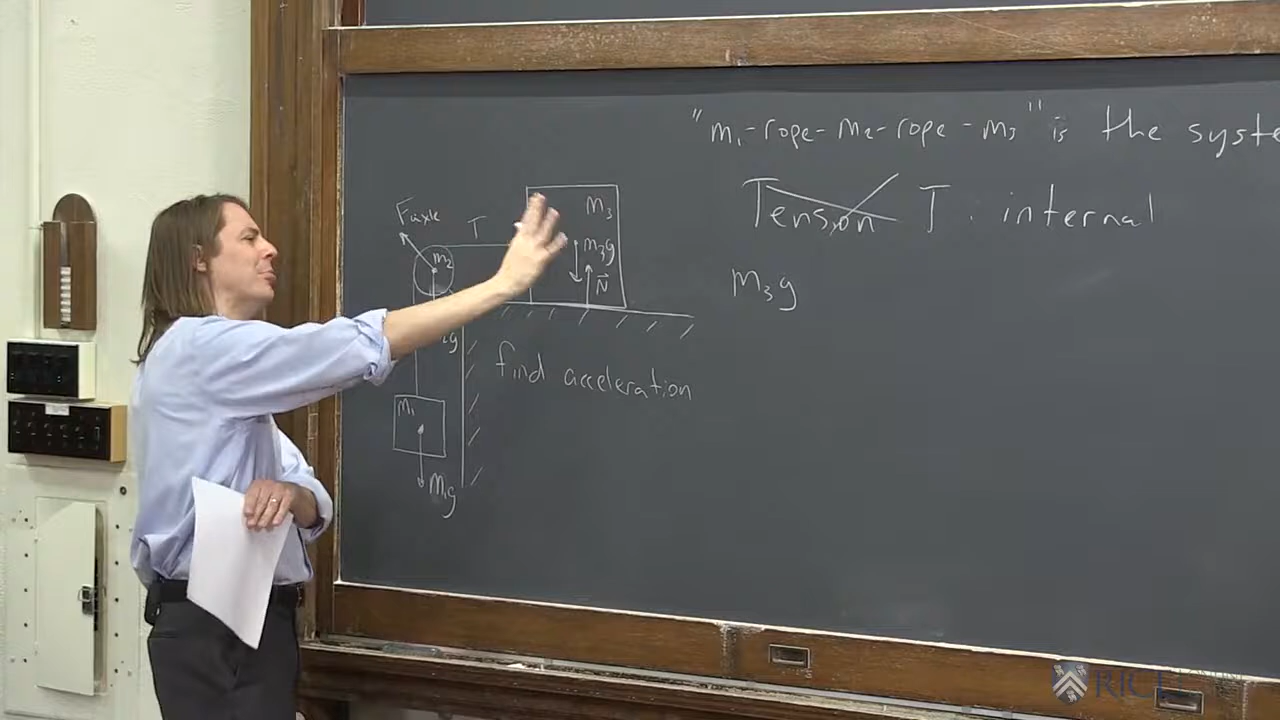 "m₁-rope-m₂-rope-m₃" is the syste
Tension T. internal
m₃g
Faxle
T
m₃
m₂
m₃g
N⃗
₂g
find acceleration
m₁
m₁g
RICE